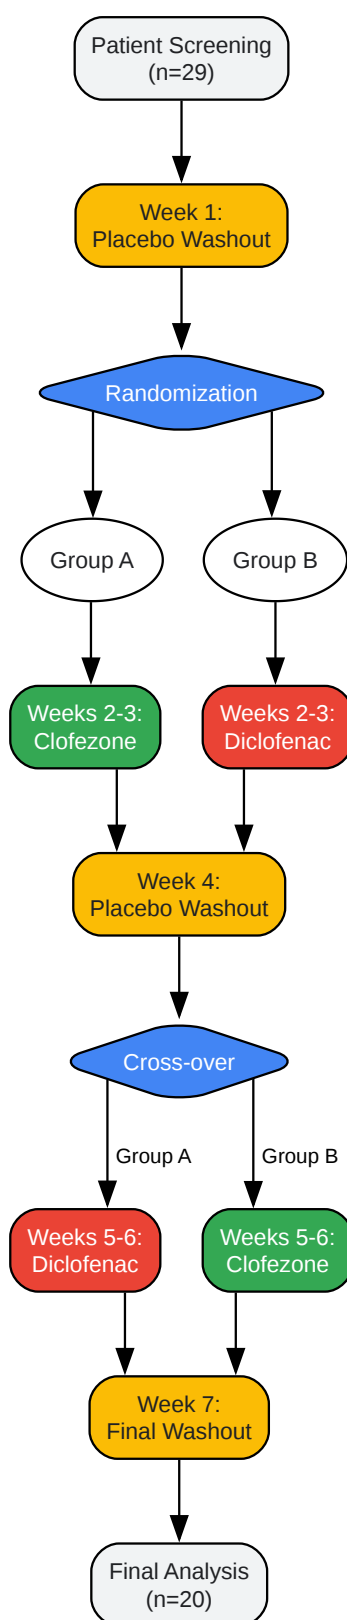 Patient Screening
(n=29)
Week 1:
Placebo Washout
Randomization
Group A
Group B
Weeks 2-3:
Clofezone
Weeks 2-3:
Diclofenac
Week 4:
Placebo Washout
Cross-over
Group A
Group B
Weeks 5-6:
Diclofenac
Weeks 5-6:
Clofezone
Week 7:
Final Washout
Final Analysis
(n=20)